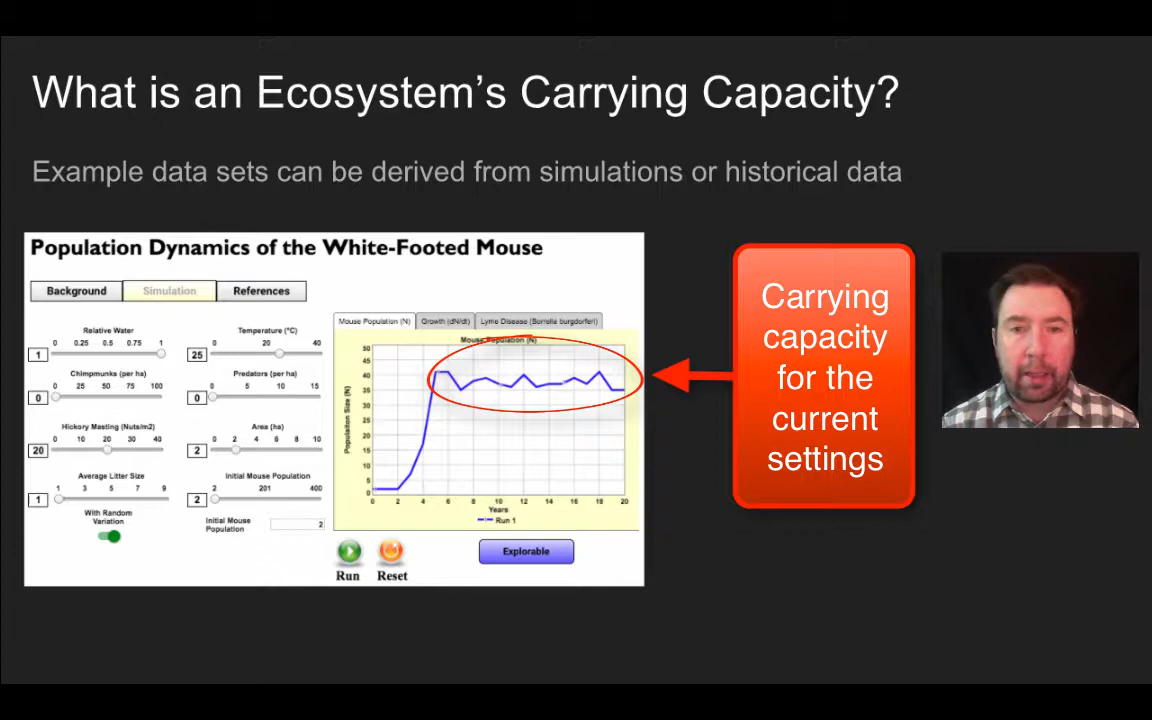 What is an Ecosystem's Carrying Capacity?
Example data sets can be derived from simulations or historical data
Population Dynamics of the White-Footed Mouse
Background Simulation References
Relative Water
0 0.25 0.5 0.75 1
1
Temperature (°C)
0 20 40
25
Chimpmunks (per ha)
0 25 50 75 100
0
Predators (per ha)
0 5 10 15
0
Hickory Masting (Nuts/m2)
0 10 20 30 40
20
Area (ha)
0 2 4 6 8 10
2
Average Litter Size
1 3 5 7 9
1
Initial Mouse Population
2 201 400
2
With Random
Variation
Initial Mouse
Population
2
Mouse Population (N) Growth (dN/dt) Lyme Disease (Borrelia burgdorferi)
Mouse Population (N)
50
45
40
35
30
25
20
15
10
5
0
Population Size (N)
0 2 4 6 8 10 12 14 16 18 20
Years
Run 1
Run
Reset
Explorable
Carrying
capacity
for the
current
settings